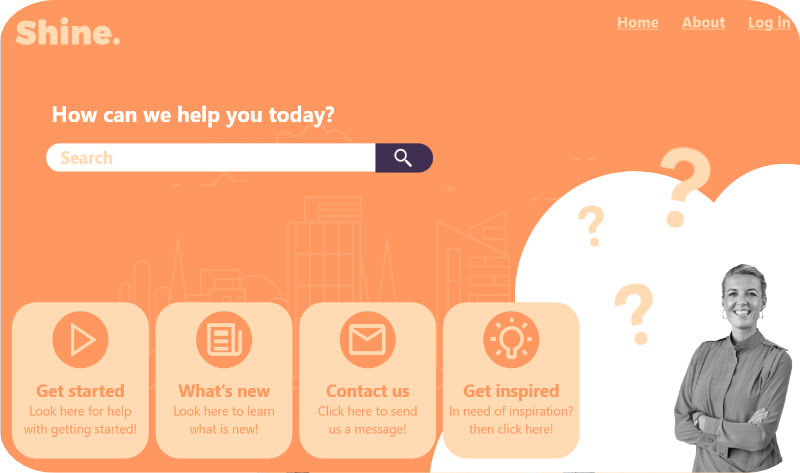 Shine.
Home About Log in
How can we help you today?
Search
?
?
?
Get started
Look here for help
with getting started!
What's new
Look here to learn
what is new!
Contact us
Click here to send
us a message!
Get inspired
In need of inspiration?
then click here!